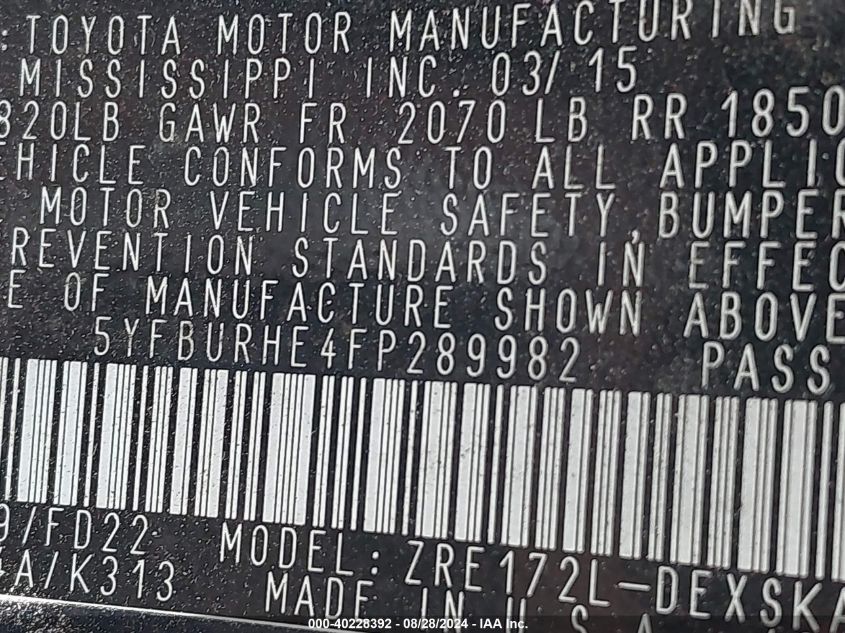 :TOYOTA MOTOR MANUFACTURING
MISSISSIPPI INC. 03/15
820LB GAWR FR 2070 LB RR 1850
EHICLE CONFORMS TO ALL APPLIC
MOTOR VEHICLE SAFETY, BUMPER
REVENTION STANDARDS IN EFFEC
E OF MANUFACTURE SHOWN ABOVE
5YFBURHE4FP289982 PASS
9/FD22 MODEL: ZRE172L-DEXSKA
A/K313 MADE IN U.S.A.
000-40228392 - 08/28/2024 - IAA Inc.